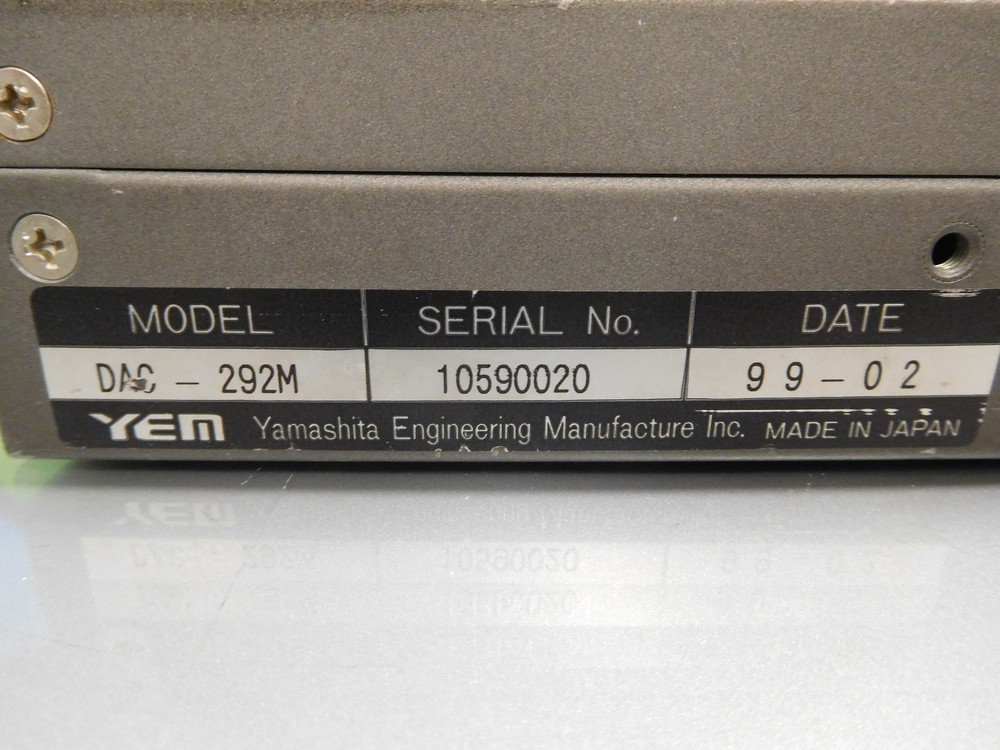 MODEL SERIAL No. DATE
DAC - 292M 10590020 99-02
YEM Yamashita Engineering Manufacture Inc. MADE IN JAPAN